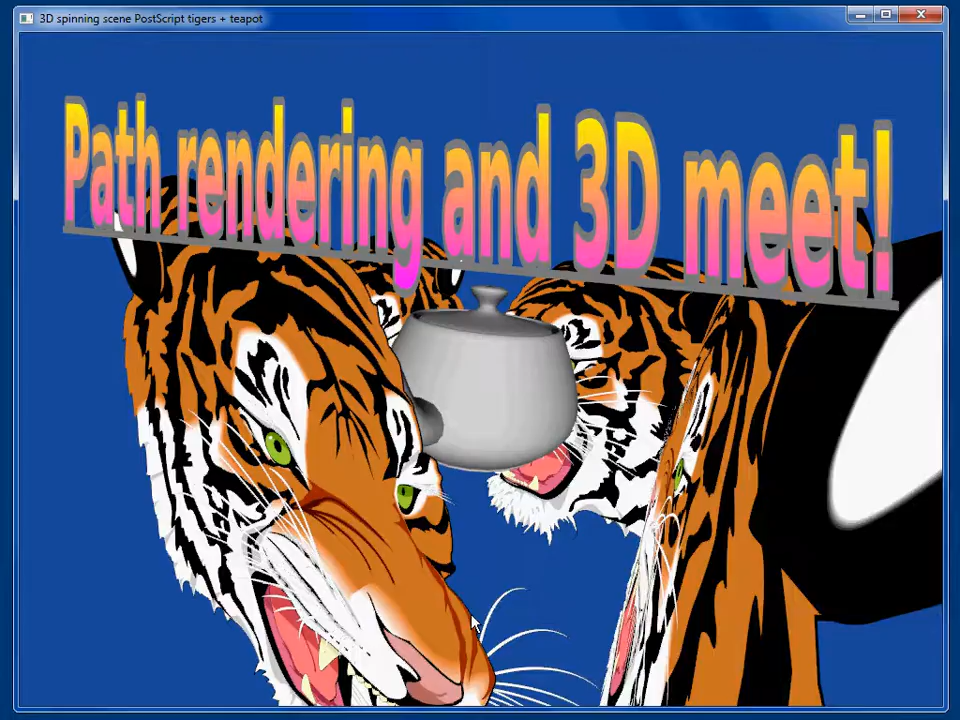 3D spinning scene PostScript tigers + teapot
Path rendering and 3D meet!